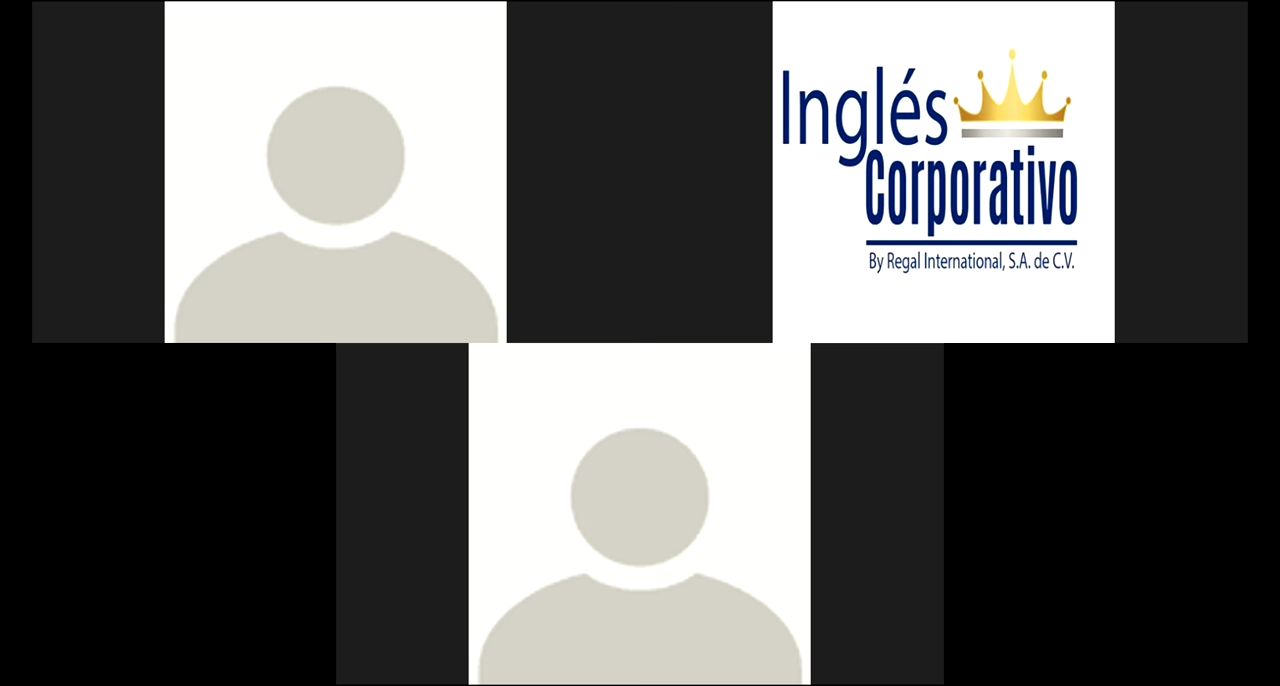 Inglés
Corporativo
By Regal International, S.A. de C.V.